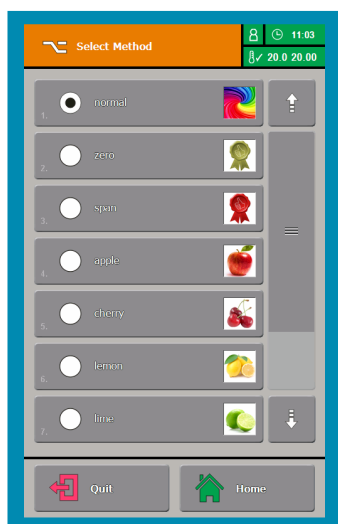 Select Method
8 11:03
20.0 20.00
1. normal
2. zero
3. span
4. apple
5. cherry
6. lemon
7. lime
Quit
Home